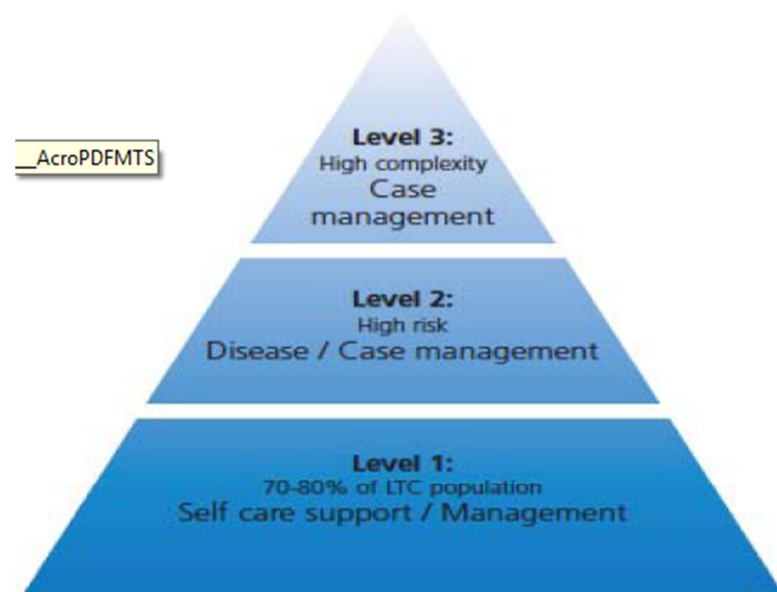 Level 3:
High complexity
Case
management
__AcroPDFMTS
Level 2:
High risk
Disease / Case management
Level 1:
70-80% of LTC population
Self care support / Management